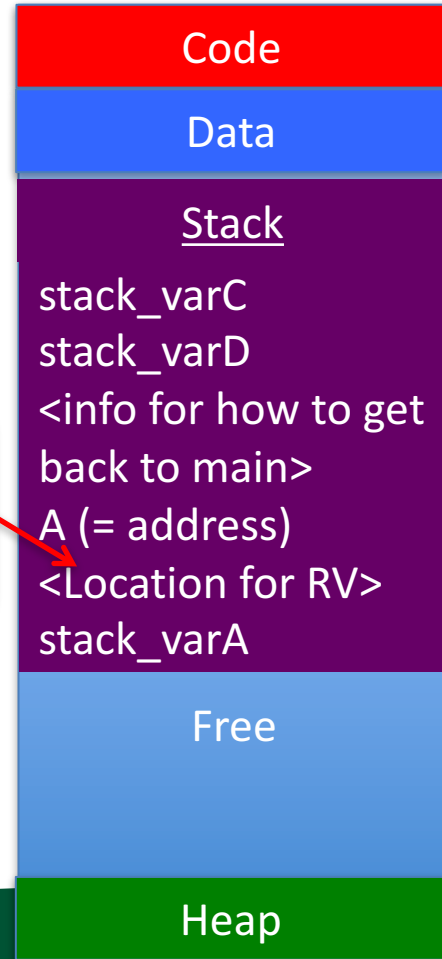 Code
Data
Stack
stack_varC
stack_varD
<info for how to get
back to main>
A (= address)
<Location for RV>
stack_varA
Free
Heap